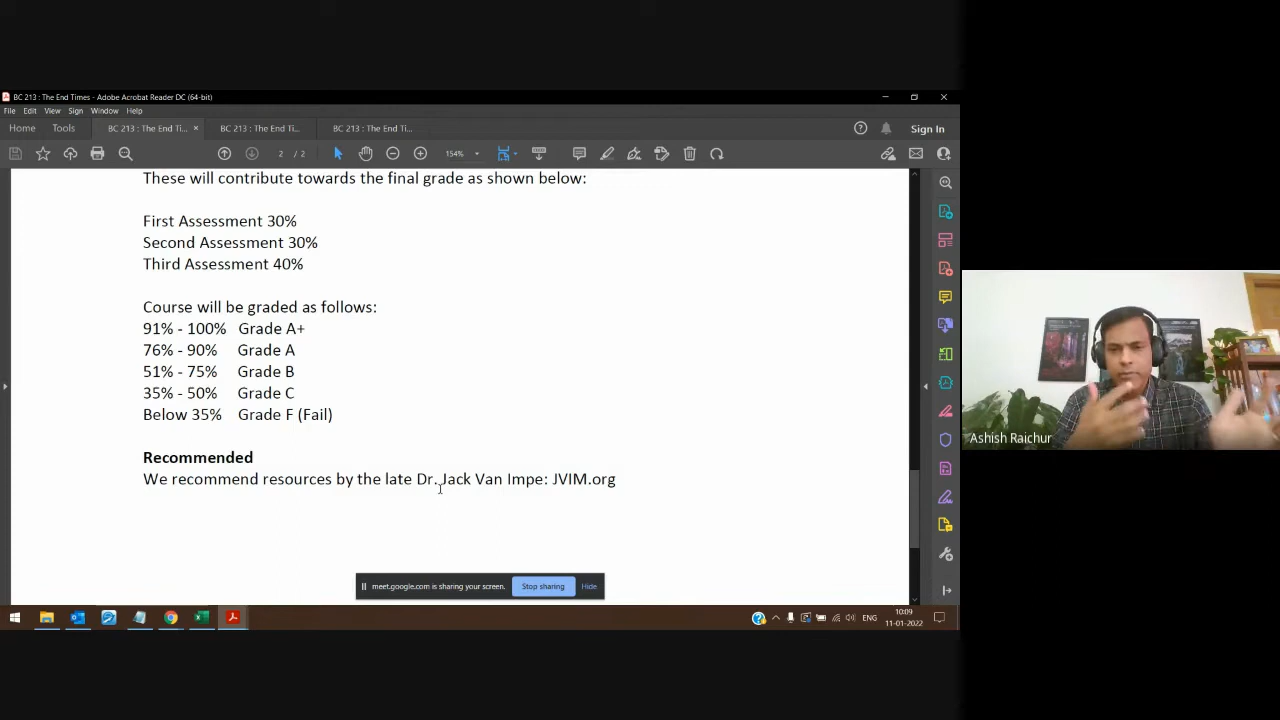 BC 213 : The End Times - Adobe Acrobat Reader DC (64-bit)
File Edit View Sign Window Help
Home Tools BC 213 : The End Ti... × BC 213 : The End Ti... BC 213 : The End Ti... Sign In
2 / 2 154%
These will contribute towards the final grade as shown below:
First Assessment 30%
Second Assessment 30%
Third Assessment 40%
Course will be graded as follows:
91% - 100% Grade A+
76% - 90% Grade A
51% - 75% Grade B
35% - 50% Grade C
Below 35% Grade F (Fail)
Recommended
We recommend resources by the late Dr. Jack Van Impe: JVIM.org
meet.google.com is sharing your screen. Stop sharing Hide
ENG
10:09
11-01-2022
Ashish Raichur